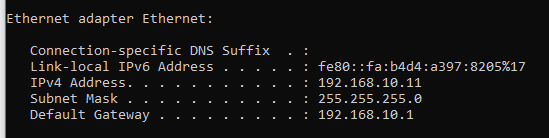 Ethernet adapter Ethernet:
Connection-specific DNS Suffix  . :
Link-local IPv6 Address . . . . . : fe80::fa:b4d4:a397:8205%17
IPv4 Address. . . . . . . . . . . : 192.168.10.11
Subnet Mask . . . . . . . . . . . : 255.255.255.0
Default Gateway . . . . . . . . . : 192.168.10.1